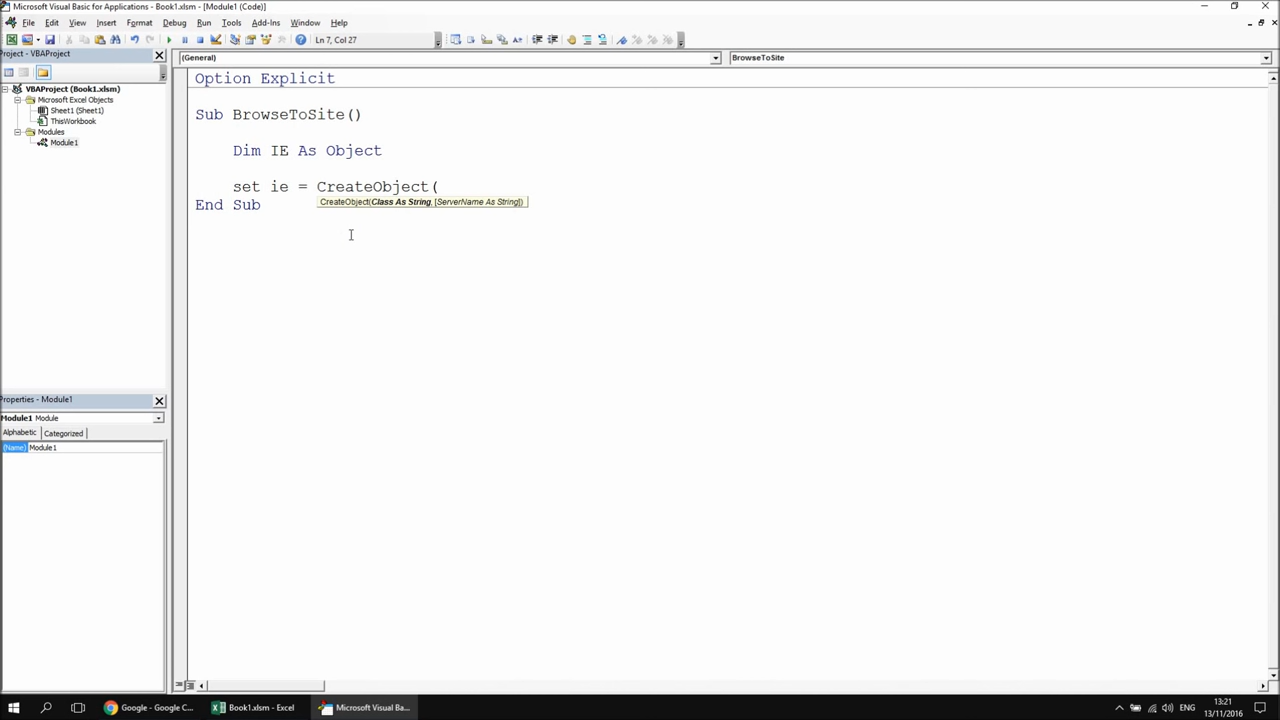 Microsoft Visual Basic for Applications - Book1.xlsm - [Module1 (Code)]
File Edit View Insert Format Debug Run Tools Add-Ins Window Help
Ln 7, Col 27
Project - VBAProject
(General)
BrowseToSite
VBAProject (Book1.xlsm)
Microsoft Excel Objects
Sheet1 (Sheet1)
ThisWorkbook
Modules
Module1
Option Explicit
Sub BrowseToSite()
Dim IE As Object
set ie = CreateObject(
CreateObject(Class As String, [ServerName As String])
End Sub
Properties - Module1
Module1 Module
Alphabetic Categorized
(Name) Module1
Google - Google C...
Book1.xlsm - Excel
Microsoft Visual Ba...
ENG
13:21
13/11/2016